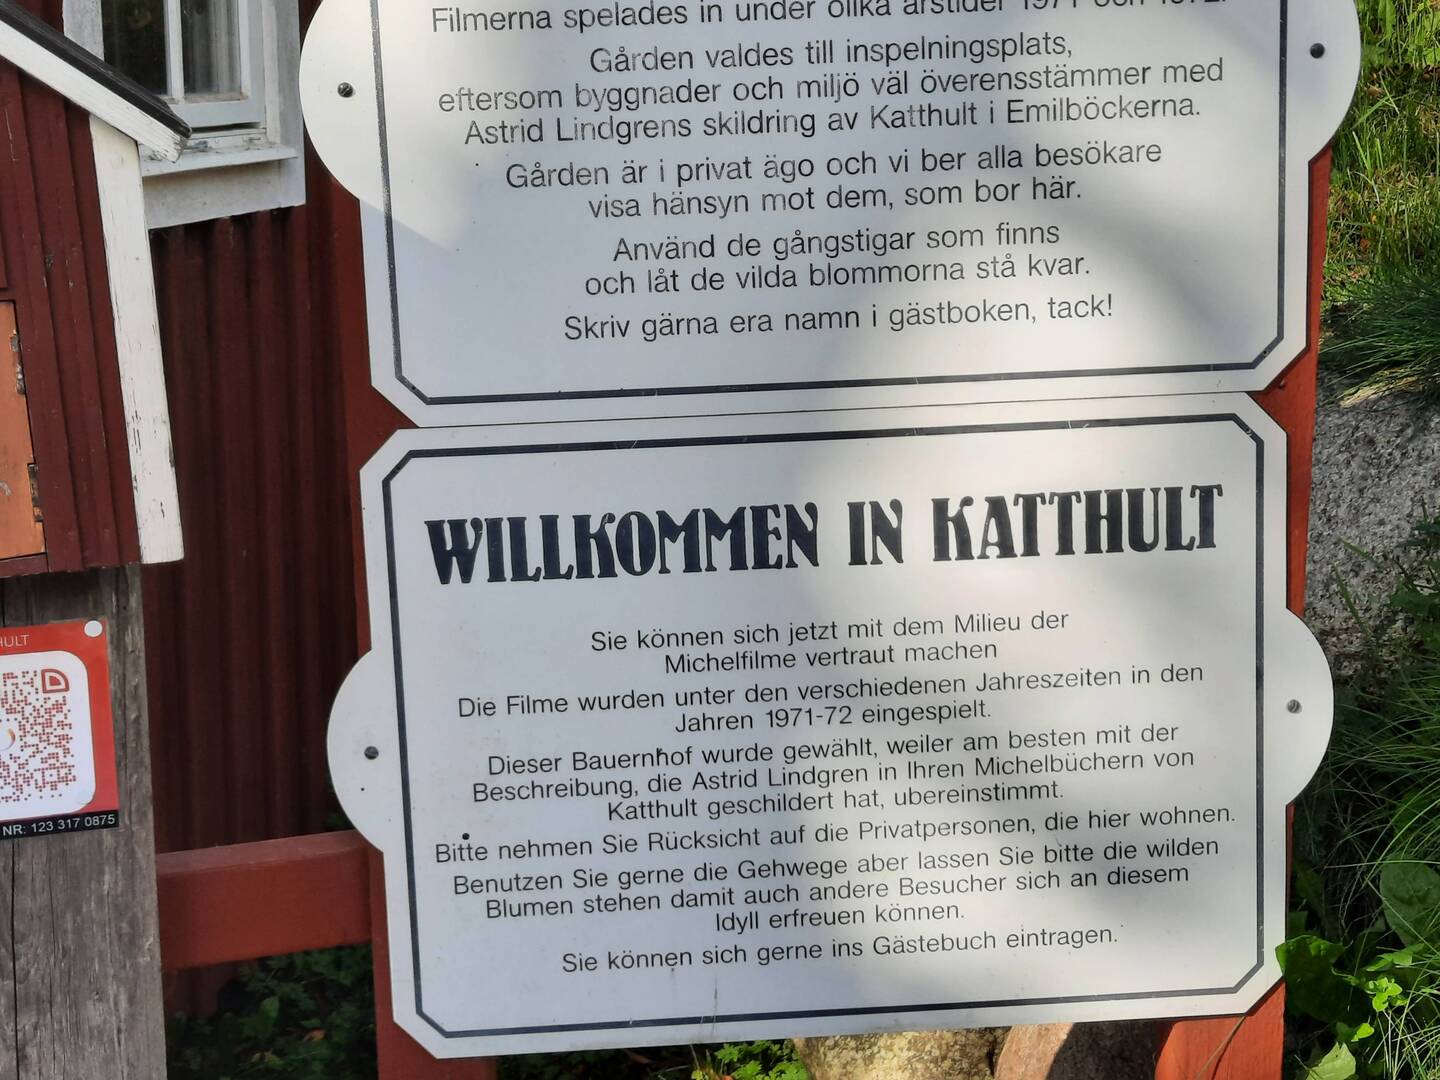 Filmerna spelades in under olika årstider 1971 och 1972.
Gården valdes till inspelningsplats,
eftersom byggnader och miljö väl överensstämmer med
Astrid Lindgrens skildring av Katthult i Emilböckerna.
Gården är i privat ägo och vi ber alla besökare
visa hänsyn mot dem, som bor här.
Använd de gångstigar som finns
och låt de vilda blommorna stå kvar.
Skriv gärna era namn i gästboken, tack!
WILLKOMMEN IN KATTHULT
Sie können sich jetzt mit dem Milieu der
Michelfilme vertraut machen
Die Filme wurden unter den verschiedenen Jahreszeiten in den
Jahren 1971-72 eingespielt.
Dieser Bauernhof wurde gewählt, weiler am besten mit der
Beschreibung, die Astrid Lindgren in Ihren Michelbüchern von
Katthult geschildert hat, ubereinstimmt.
Bitte nehmen Sie Rücksicht auf die Privatpersonen, die hier wohnen.
Benutzen Sie gerne die Gehwege aber lassen Sie bitte die wilden
Blumen stehen damit auch andere Besucher sich an diesem
Idyll erfreuen können.
Sie können sich gerne ins Gästebuch eintragen.
HULT
NR: 123 317 0875